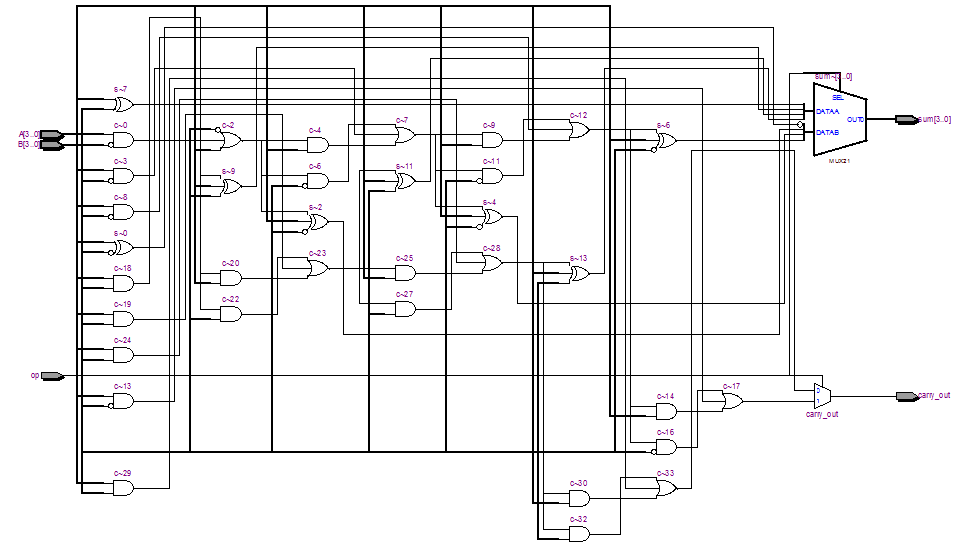 sum~[3..0]
s~7
SEL
DATAA
A[3..0]
c~0
c~2
c~4
c~7
c~9
c~12
s~6
OUT0
sum[3..0]
B[3..0]
DATAB
c~3
s~9
c~6
s~11
c~11
MUX21
c~8
s~2
s~4
s~0
c~18
c~20
c~23
c~25
c~28
s~13
c~19
c~22
c~27
c~24
op
c~13
c~14
c~17
0
1
carry_out
carry_out
c~16
c~29
c~30
c~33
c~32